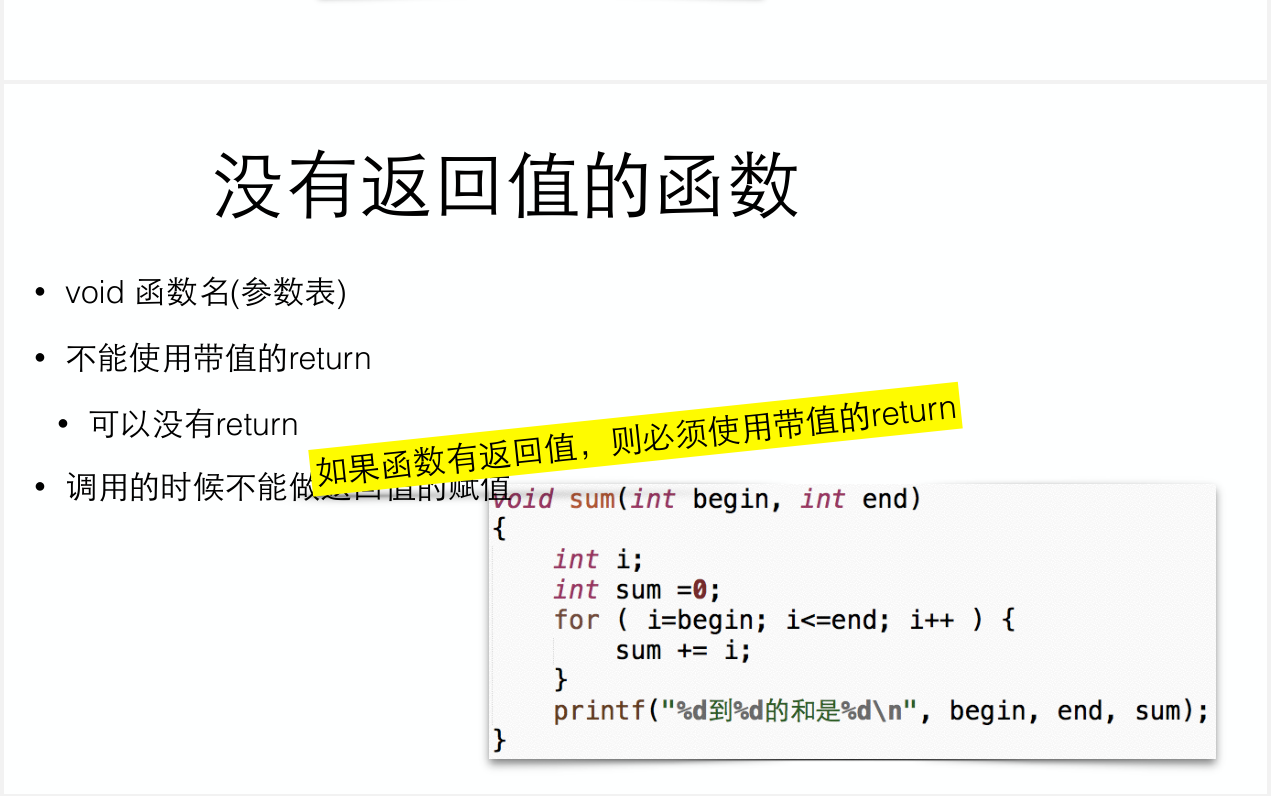 没有返回值的函数
• void 函数名(参数表)
• 不能使用带值的return
• 可以没有return
如果函数有返回值，则必须使用带值的return
• 调用的时候不能做返回值的赋值
void sum(int begin, int end)
{
    int i;
    int sum =0;
    for ( i=begin; i<=end; i++ ) {
        sum += i;
    }
    printf("%d到%d的和是%d\n", begin, end, sum);
}